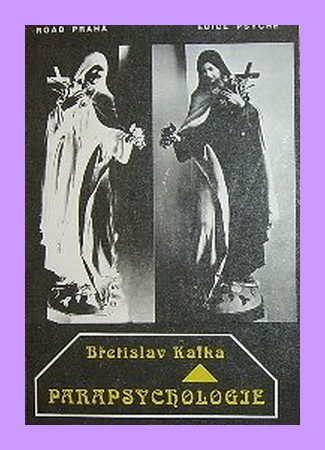 ROAD PRAHA
EDICE PSYCHE
Břetislav Kafka
PARAPSYCHOLOGIE